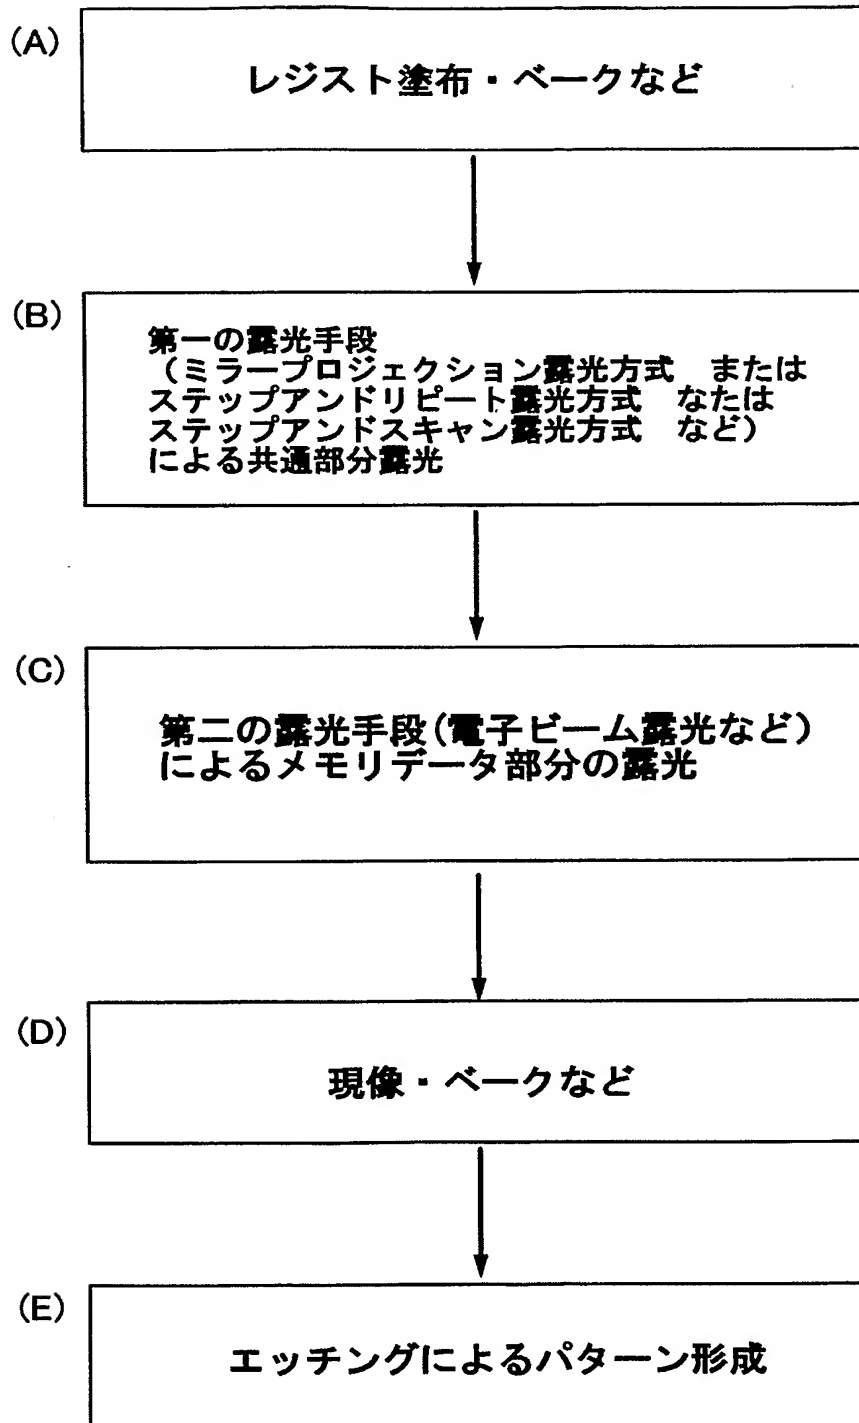 (A)
レジスト塗布・ベークなど
(B)
第一の露光手段
（ミラープロジェクション露光方式　または
ステップアンドリピート露光方式　なたは
ステップアンドスキャン露光方式　など）
による共通部分露光
(C)
第二の露光手段(電子ビーム露光など)
によるメモリデータ部分の露光
(D)
現像・ベークなど
(E)
エッチングによるパターン形成